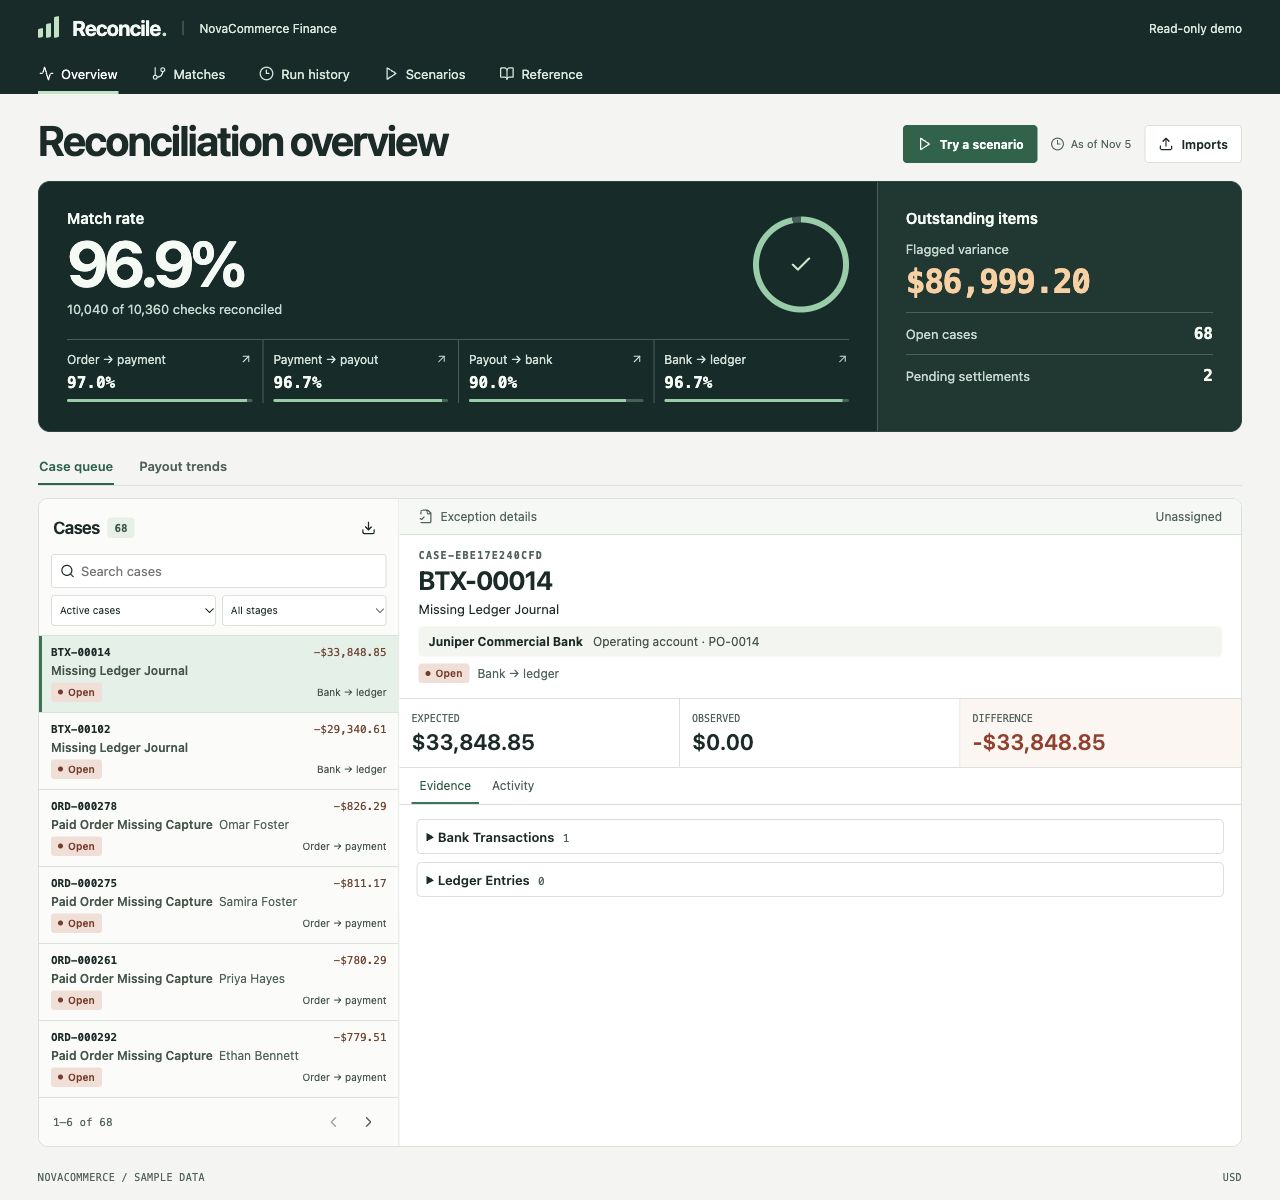 Reconcile.
NovaCommerce Finance
Read-only demo
Overview
Matches
Run history
Scenarios
Reference
Reconciliation overview
Try a scenario
As of Nov 5
Imports
Match rate
96.9%
10,040 of 10,360 checks reconciled
Order → payment
97.0%
Payment → payout
96.7%
Payout → bank
90.0%
Bank → ledger
96.7%
Outstanding items
Flagged variance
$86,999.20
Open cases 68
Pending settlements 2
Case queue
Payout trends
Cases 68
Search cases
Active cases
All stages
BTX-00014 -$33,848.85
Missing Ledger Journal
Open Bank → ledger
BTX-00102 -$29,340.61
Missing Ledger Journal
Open Bank → ledger
ORD-000278 -$826.29
Paid Order Missing Capture Omar Foster
Open Order → payment
ORD-000275 -$811.17
Paid Order Missing Capture Samira Foster
Open Order → payment
ORD-000261 -$780.29
Paid Order Missing Capture Priya Hayes
Open Order → payment
ORD-000292 -$779.51
Paid Order Missing Capture Ethan Bennett
Open Order → payment
1–6 of 68
Exception details
Unassigned
CASE-EBE17E240CFD
BTX-00014
Missing Ledger Journal
Juniper Commercial Bank Operating account · PO-0014
Open Bank → ledger
EXPECTED
$33,848.85
OBSERVED
$0.00
DIFFERENCE
-$33,848.85
Evidence
Activity
Bank Transactions 1
Ledger Entries 0
NOVACOMMERCE / SAMPLE DATA
USD